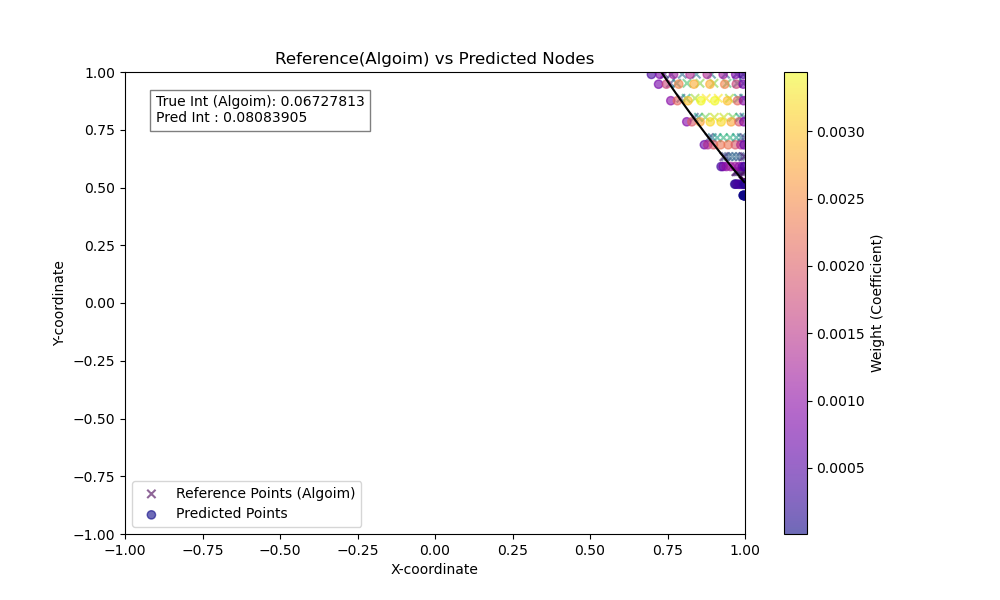 Reference(Algoim) vs Predicted Nodes
True Int (Algoim): 0.06727813
Pred Int : 0.08083905
1.00
0.75
0.50
0.25
0.00
−0.25
−0.50
−0.75
−1.00
Y-coordinate
Reference Points (Algoim)
Predicted Points
−1.00 −0.75 −0.50 −0.25 0.00 0.25 0.50 0.75 1.00
X-coordinate
0.0030
0.0025
0.0020
0.0015
0.0010
0.0005
Weight (Coefficient)